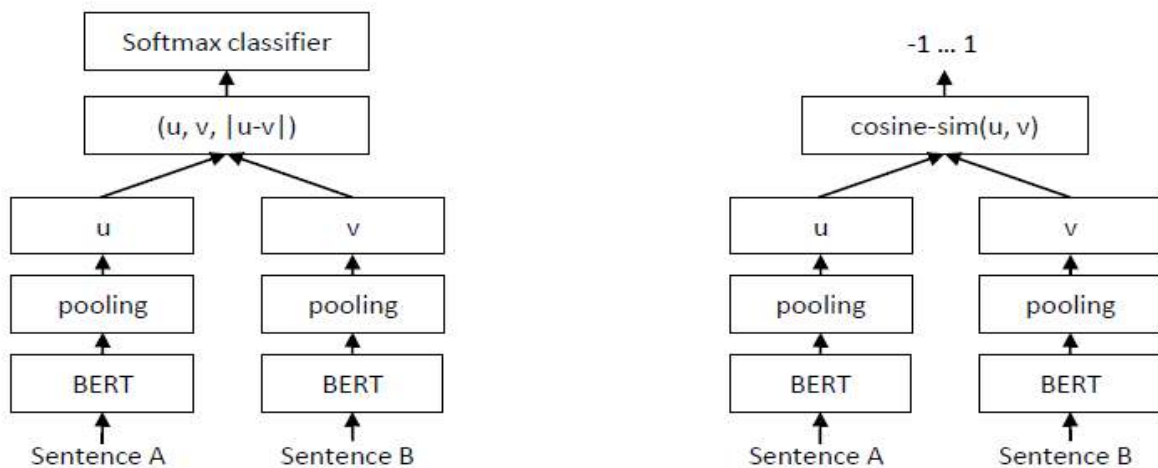 Softmax classifier
(u, v, |u-v|)
u
v
pooling
pooling
BERT
BERT
Sentence A
Sentence B
-1 … 1
cosine-sim(u, v)
u
v
pooling
pooling
BERT
BERT
Sentence A
Sentence B